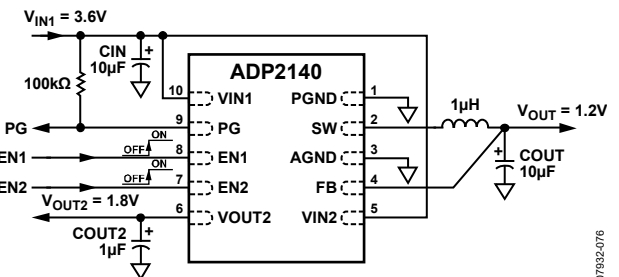 VIN1 = 3.6V
CIN +
10µF
100kΩ
ADP2140
10 VIN1
PGND 1
1µH
VOUT = 1.2V
PG
9 PG
SW 2
ON
OFF
EN1
8 EN1
AGND 3
+ COUT
10µF
ON
OFF
EN2
7 EN2
FB 4
VOUT2 = 1.8V
6 VOUT2
VIN2 5
COUT2 +
1µF
07932-076